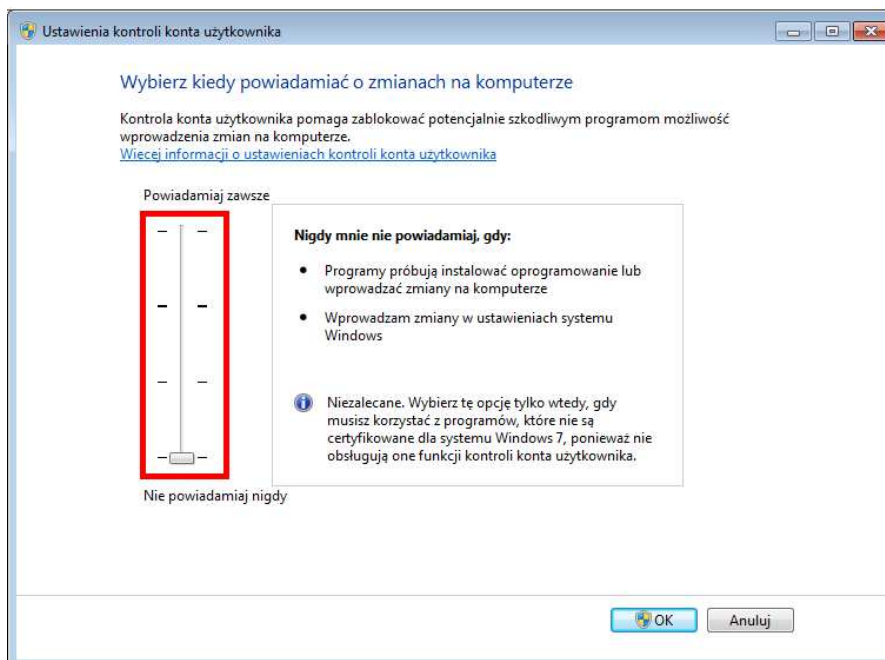 Ustawienia kontroli konta użytkownika
Wybierz kiedy powiadamiać o zmianach na komputerze
Kontrola konta użytkownika pomaga zablokować potencjalnie szkodliwym programom możliwość
wprowadzenia zmian na komputerze.
Więcej informacji o ustawieniach kontroli konta użytkownika
Powiadamiaj zawsze
Nigdy mnie nie powiadamiaj, gdy:
• Programy próbują instalować oprogramowanie lub
wprowadzać zmiany na komputerze
• Wprowadzam zmiany w ustawieniach systemu
Windows
Niezalecane. Wybierz tę opcję tylko wtedy, gdy
musisz korzystać z programów, które nie są
certyfikowane dla systemu Windows 7, ponieważ nie
obsługują one funkcji kontroli konta użytkownika.
Nie powiadamiaj nigdy
OK
Anuluj